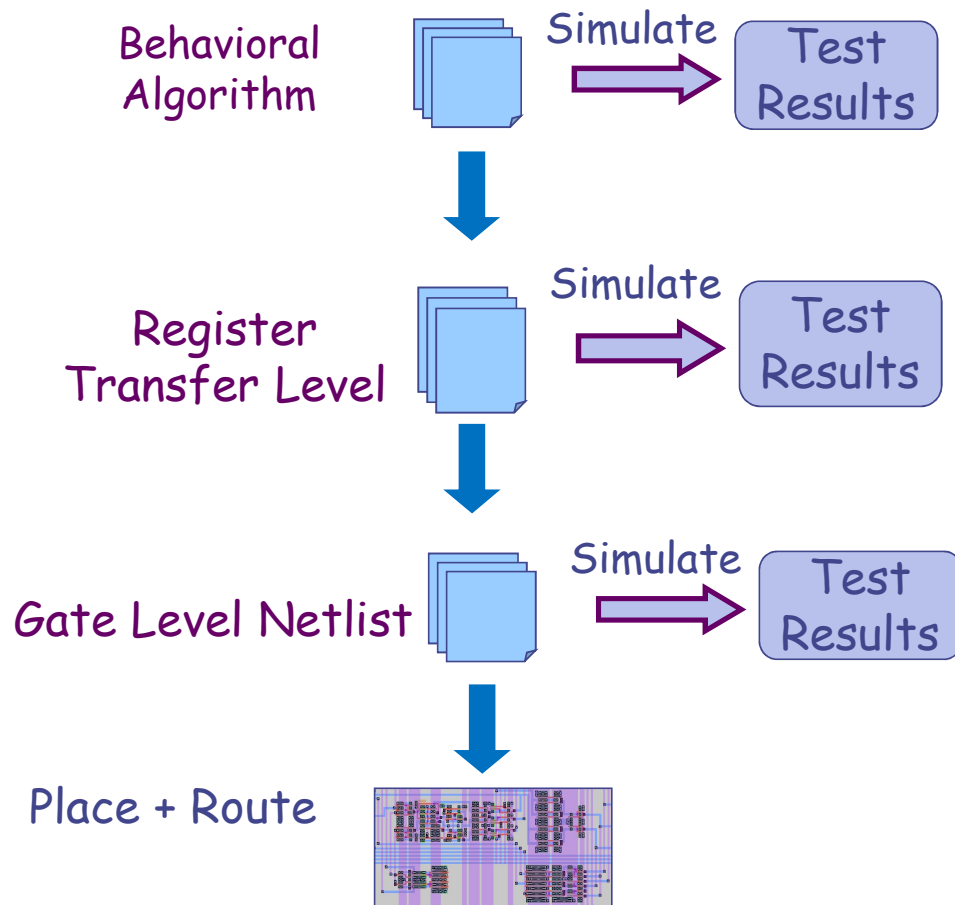 Behavioral
Algorithm
Simulate
Test
Results
Register
Transfer Level
Simulate
Test
Results
Gate Level Netlist
Simulate
Test
Results
Place + Route